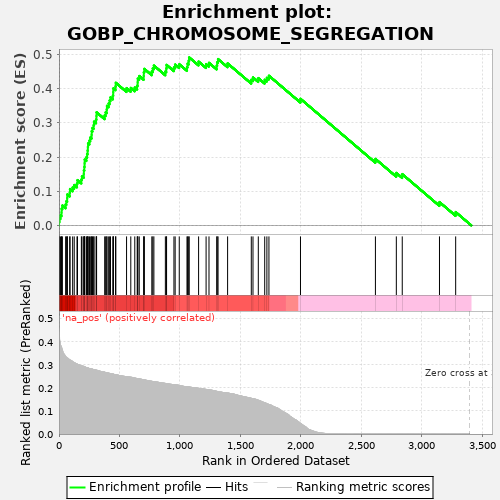 Enrichment plot:
GOBP_CHROMOSOME_SEGREGATION
Enrichment score (ES)
0.5
0.4
0.3
0.2
0.1
0.0
'na_pos' (positively correlated)
Ranked list metric (PreRanked)
0.5
0.4
0.3
0.2
0.1
0.0
Zero cross at
0 500 1,000 1,500 2,000 2,500 3,000 3,500
Rank in Ordered Dataset
Enrichment profile Hits Ranking metric scores